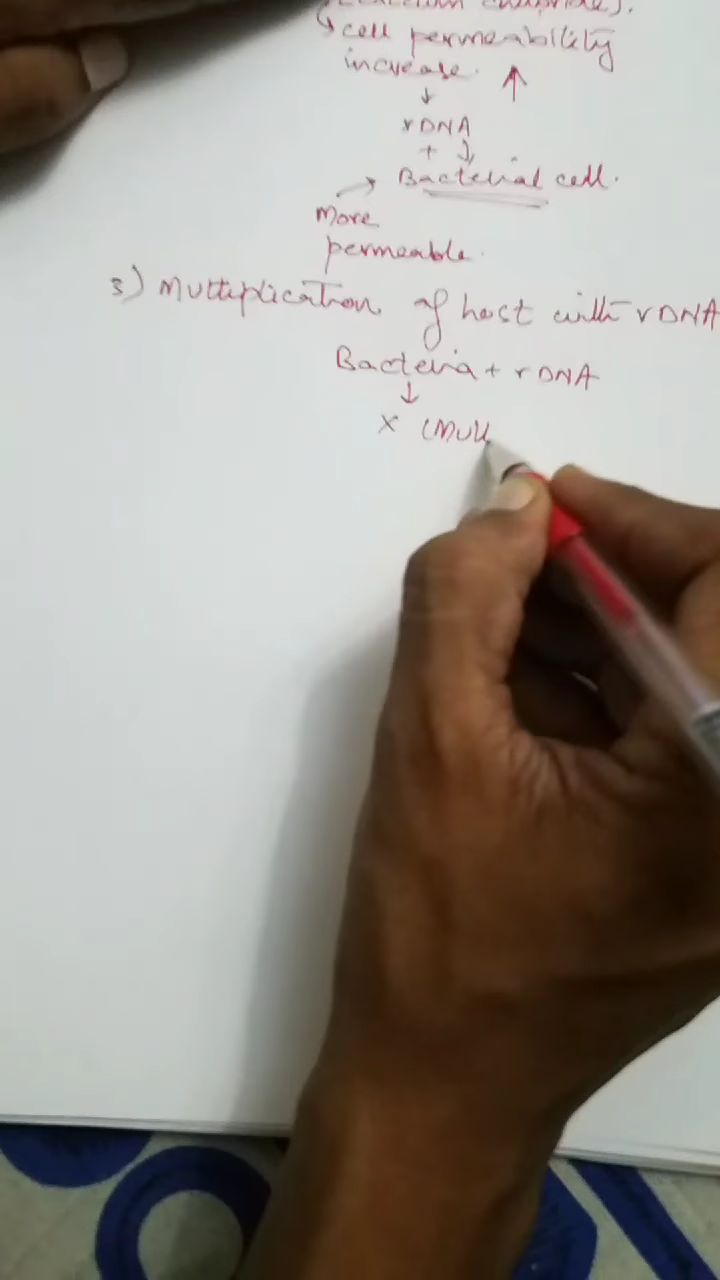 ↳ cell permeability
increase. ↑
↓
rDNA
+ ↓
→ Bacterial cell.
More
permeable.
3) Multiplication of host with rDNA
Bacteria + rDNA
↓
× (Mul